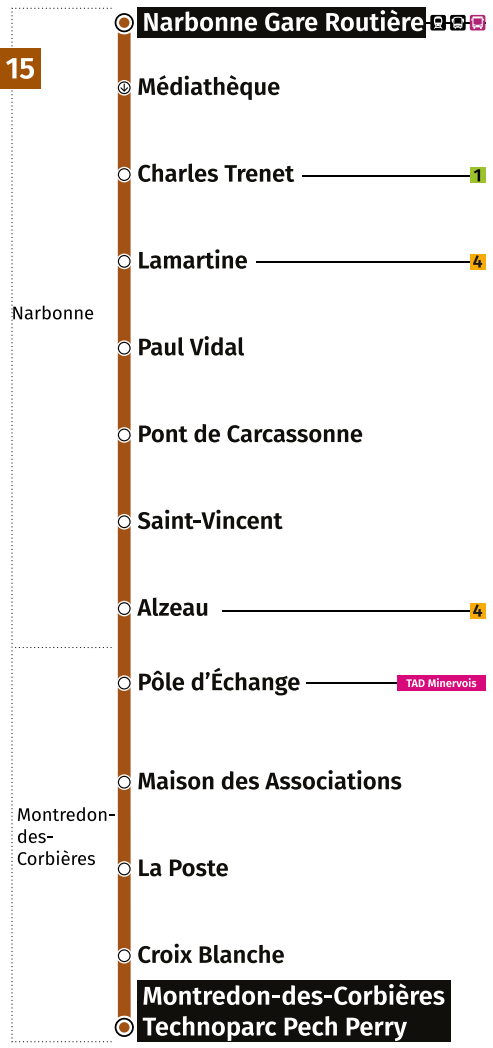 Narbonne Gare Routière
15
Médiathèque
Charles Trenet 1
Lamartine 4
Narbonne
Paul Vidal
Pont de Carcassonne
Saint-Vincent
Alzeau 4
Pôle d'Échange TAD Minervois
Maison des Associations
Montredon-
des-
Corbières
La Poste
Croix Blanche
Montredon-des-Corbières
Technoparc Pech Perry